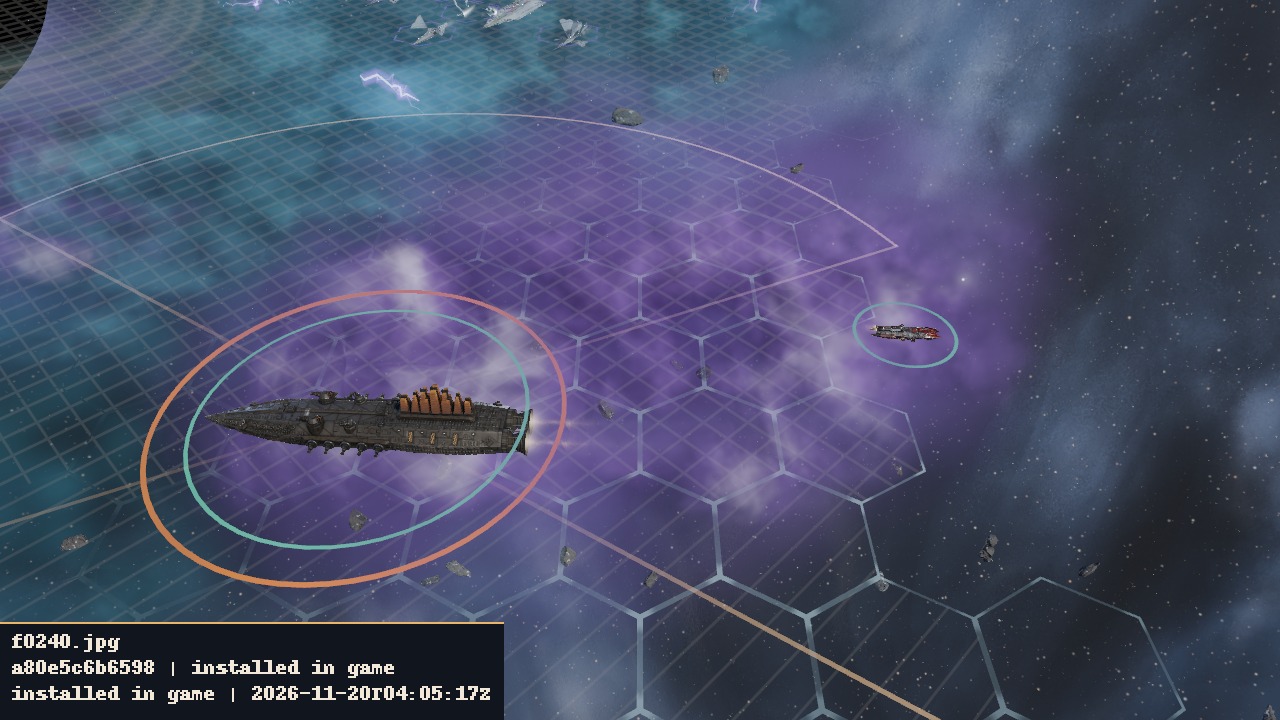 f0240.jpg
a80e5c6b6598 | installed in game
installed in game | 2026-11-20T04:05:17Z